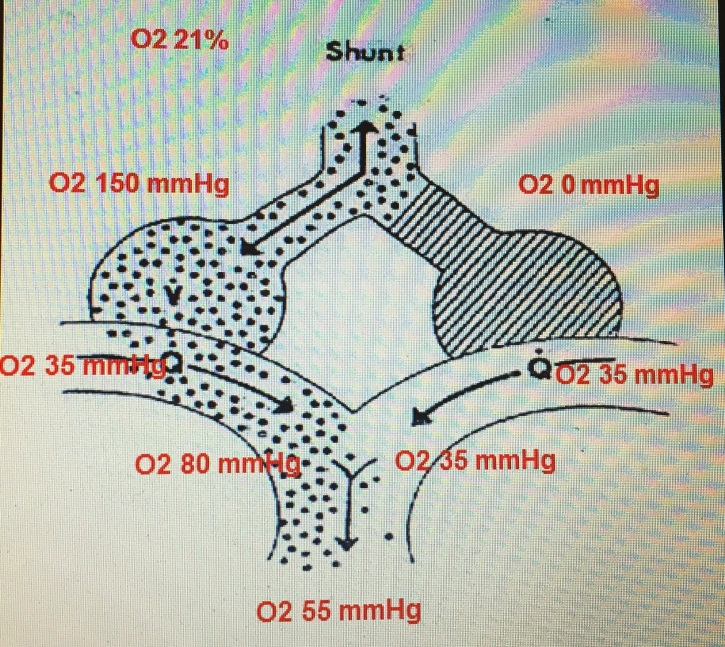 O2 21%
Shunt
O2 150 mmHg
O2 0 mmHg
V
O2 35 mmHg
Q
Q̇
O2 35 mmHg
O2 80 mmHg
O2 35 mmHg
O2 55 mmHg